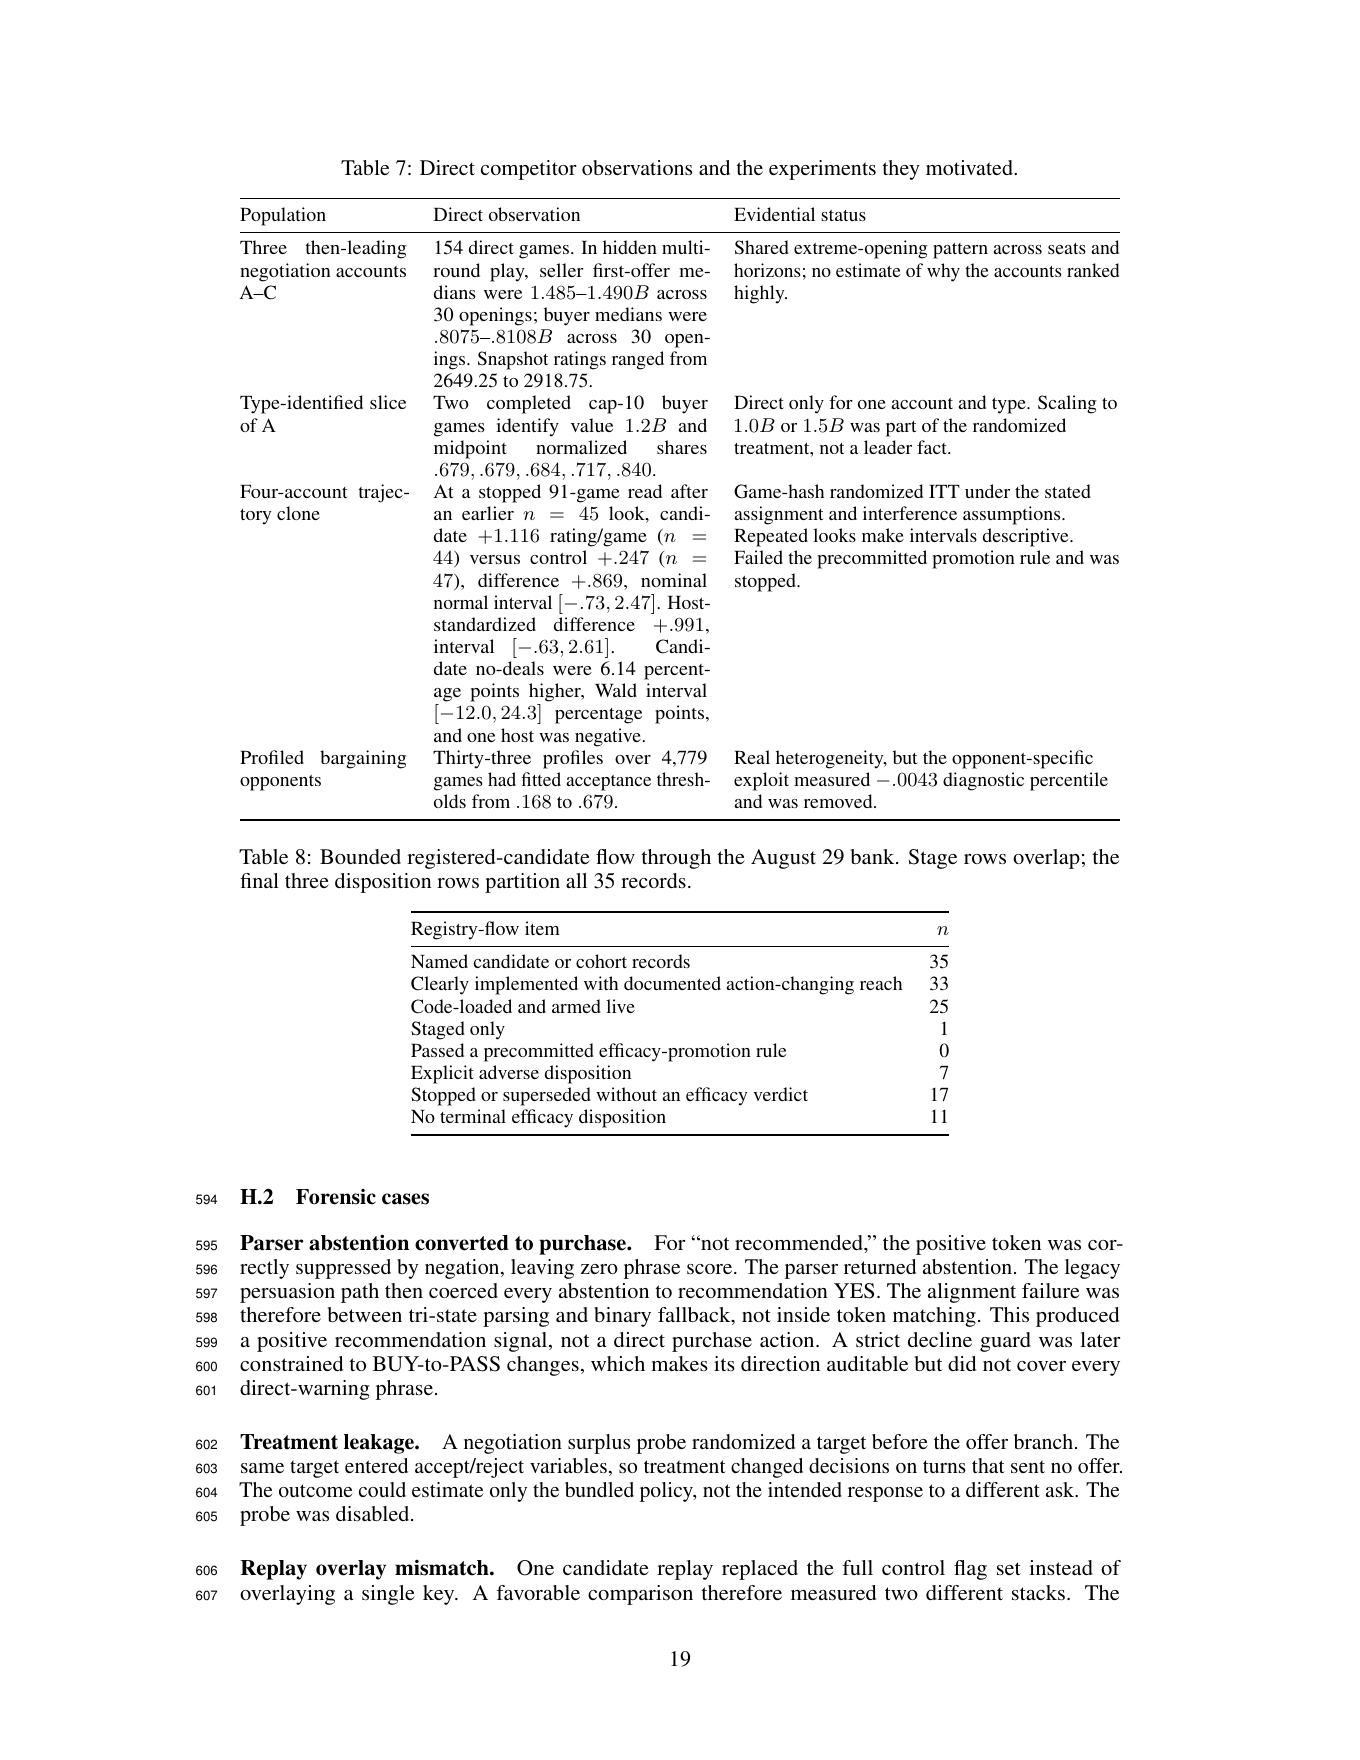 Table 7: Direct competitor observations and the experiments they motivated.
Population Direct observation Evidential status
Three then-leading negotiation accounts A–C
154 direct games. In hidden multi-
round play, seller first-offer me-
dians were 1.485–1.490B across
30 openings; buyer medians were
.8075–.8108B across 30 open-
ings. Snapshot ratings ranged from
2649.25 to 2918.75.
Shared extreme-opening pattern across seats and
horizons; no estimate of why the accounts ranked
highly.
Type-identified slice
of A
Two completed cap-10 buyer
games identify value 1.2B and
midpoint normalized shares
.679, .679, .684, .717, .840.
Direct only for one account and type. Scaling to
1.0B or 1.5B was part of the randomized
treatment, not a leader fact.
Four-account trajec-
tory clone
At a stopped 91-game read after
an earlier n = 45 look, candi-
date +1.116 rating/game (n =
44) versus control +.247 (n =
47), difference +.869, nominal
normal interval [−.73, 2.47]. Host-
standardized difference +.991,
interval [−.63, 2.61]. Candi-
date no-deals were 6.14 percent-
age points higher, Wald interval
[−12.0, 24.3] percentage points,
and one host was negative.
Game-hash randomized ITT under the stated
assignment and interference assumptions.
Repeated looks make intervals descriptive.
Failed the precommitted promotion rule and was
stopped.
Profiled bargaining
opponents
Thirty-three profiles over 4,779
games had fitted acceptance thresh-
olds from .168 to .679.
Real heterogeneity, but the opponent-specific
exploit measured −.0043 diagnostic percentile
and was removed.
Table 8: Bounded registered-candidate flow through the August 29 bank. Stage rows overlap; the
final three disposition rows partition all 35 records.
Registry-flow item n
Named candidate or cohort records 35
Clearly implemented with documented action-changing reach 33
Code-loaded and armed live 25
Staged only 1
Passed a precommitted efficacy-promotion rule 0
Explicit adverse disposition 7
Stopped or superseded without an efficacy verdict 17
No terminal efficacy disposition 11
594 H.2 Forensic cases
595 Parser abstention converted to purchase. For “not recommended,” the positive token was cor-
596 rectly suppressed by negation, leaving zero phrase score. The parser returned abstention. The legacy
597 persuasion path then coerced every abstention to recommendation YES. The alignment failure was
598 therefore between tri-state parsing and binary fallback, not inside token matching. This produced
599 a positive recommendation signal, not a direct purchase action. A strict decline guard was later
600 constrained to BUY-to-PASS changes, which makes its direction auditable but did not cover every
601 direct-warning phrase.
602 Treatment leakage. A negotiation surplus probe randomized a target before the offer branch. The
603 same target entered accept/reject variables, so treatment changed decisions on turns that sent no offer.
604 The outcome could estimate only the bundled policy, not the intended response to a different ask. The
605 probe was disabled.
606 Replay overlay mismatch. One candidate replay replaced the full control flag set instead of
607 overlaying a single key. A favorable comparison therefore measured two different stacks. The
19